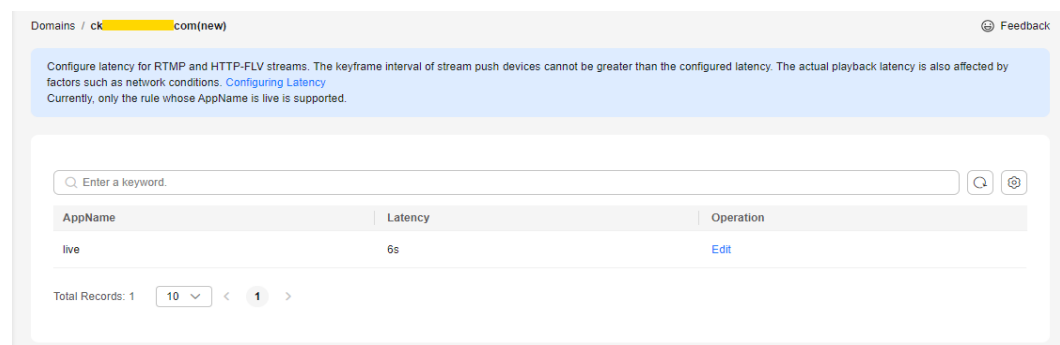 Domains / ck com(new)
Feedback
Configure latency for RTMP and HTTP-FLV streams. The keyframe interval of stream push devices cannot be greater than the configured latency. The actual playback latency is also affected by
factors such as network conditions. Configuring Latency
Currently, only the rule whose AppName is live is supported.
Enter a keyword.
AppName Latency Operation
live 6s Edit
Total Records: 1 10 < 1 >